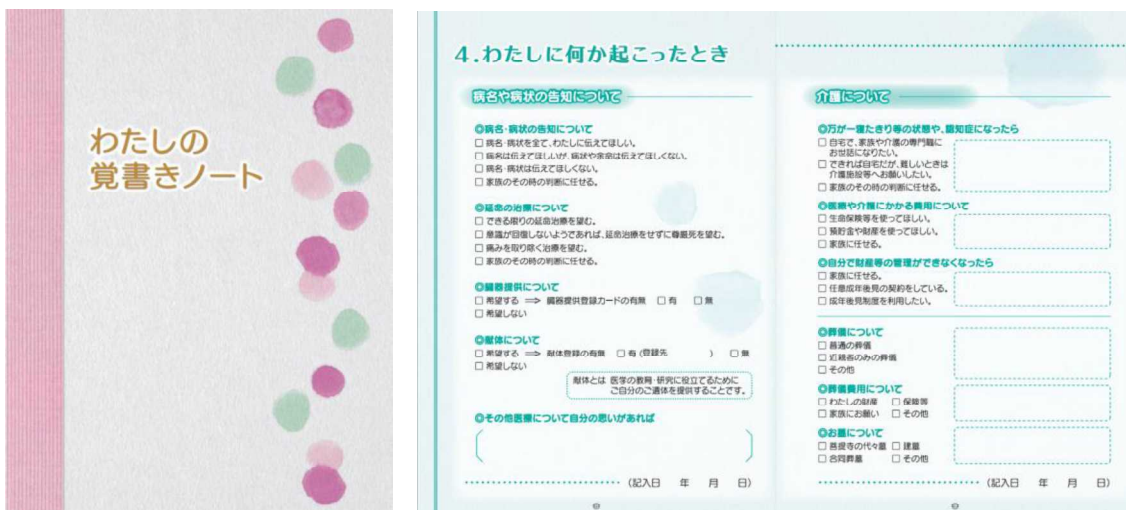 わたしの
覚書きノート
4.わたしに何か起こったとき
病名や病状の告知について
◎病名・病状の告知について
□ 病名・病状を全て、わたしに伝えてほしい。
□ 病名は伝えてほしいが、病状や余命は伝えてほしくない。
□ 病名・病状は伝えてほしくない。
□ 家族のその時の判断に任せる。
◎延命の治療について
□ できる限りの延命治療を望む。
□ 意識が回復しないようであれば、延命治療をせずに尊厳死を望む。
□ 痛みを取り除く治療を望む。
□ 家族のその時の判断に任せる。
◎臓器提供について
□ 希望する ⇒ 臓器提供登録カードの有無 □ 有 □ 無
□ 希望しない
◎献体について
□ 希望する ⇒ 献体登録の有無 □ 有 (登録先 ) □ 無
□ 希望しない
献体とは 医学の教育・研究に役立てるために
ご自分のご遺体を提供することです。
◎その他医療について自分の思いがあれば
(記入日 年 月 日)
介護について
◎万が一寝たきり等の状態や、認知症になったら
□ 自宅で、家族や介護の専門職に
お世話になりたい。
□ できれば自宅だが、難しいときは
介護施設等へお願いしたい。
□ 家族のその時の判断に任せる。
◎医療や介護にかかる費用について
□ 生命保険等を使ってほしい。
□ 預貯金や財産を使ってほしい。
□ 家族に任せる。
◎自分で財産等の管理ができなくなったら
□ 家族に任せる。
□ 任意成年後見の契約をしている。
□ 成年後見制度を利用したい。
◎葬儀について
□ 普通の葬儀
□ 近親者のみの葬儀
□ その他
◎葬儀費用について
□ わたしの財産 □ 保険等
□ 家族にお願い □ その他
◎お墓について
□ 菩提寺の代々墓 □ 建墓
□ 合同葬墓 □ その他
(記入日 年 月 日)